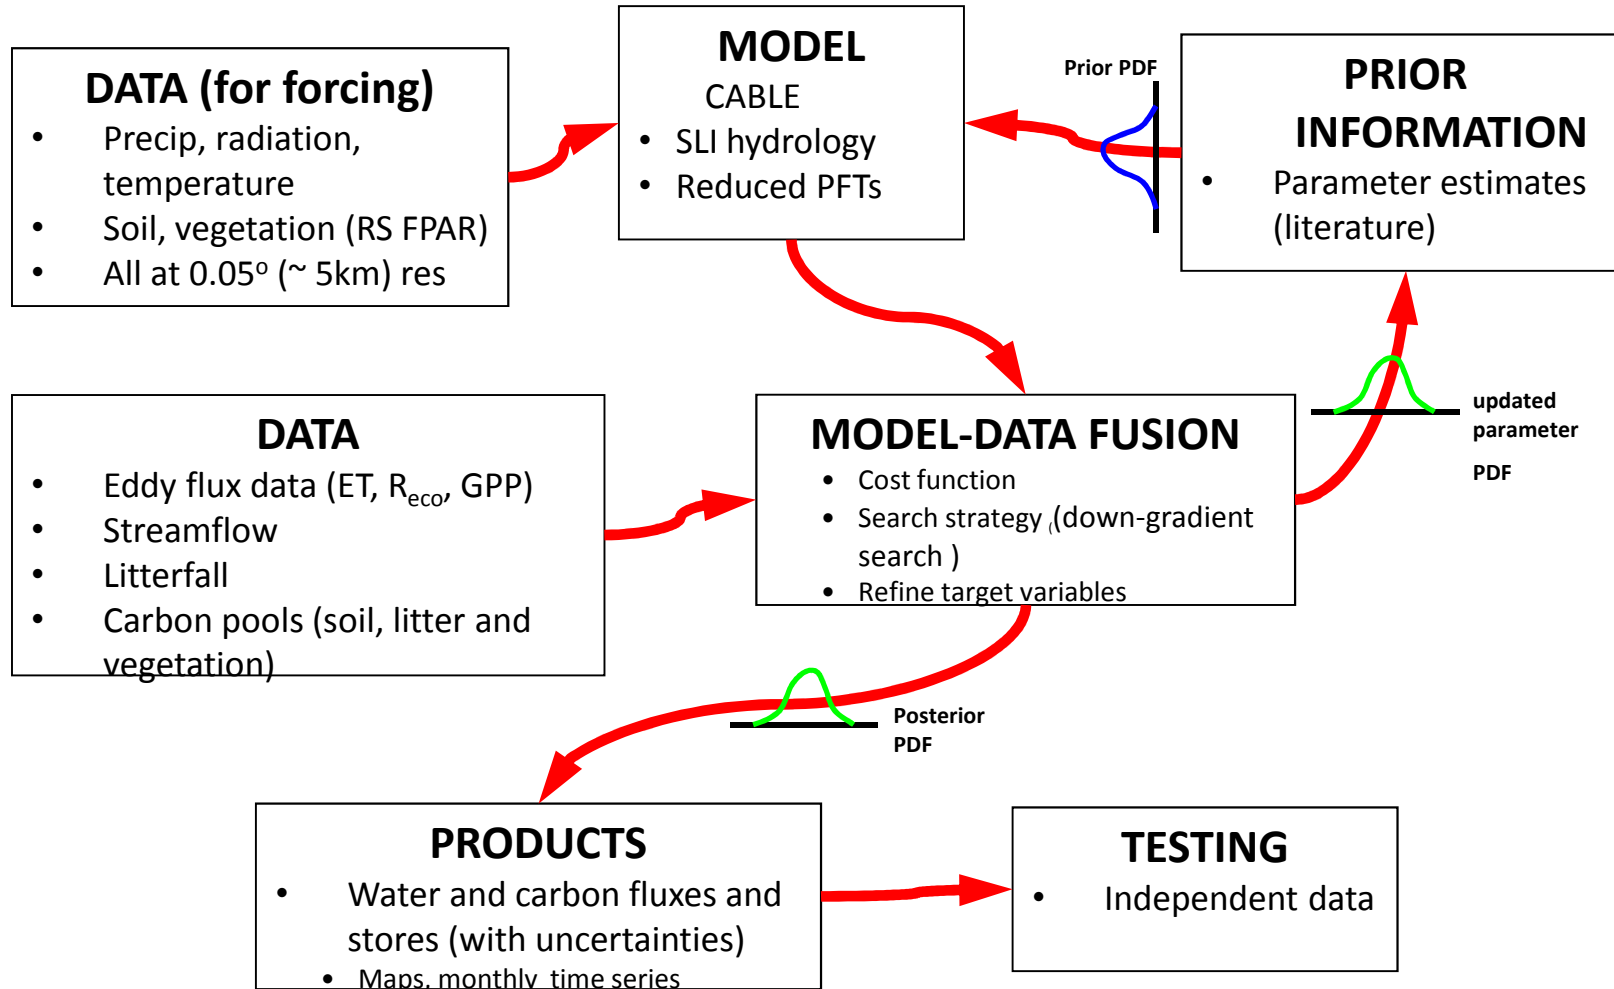 DATA (for forcing)
• Precip, radiation,
temperature
• Soil, vegetation (RS FPAR)
• All at 0.05º (~ 5km) res
MODEL
CABLE
• SLI hydrology
• Reduced PFTs
Prior PDF
PRIOR
INFORMATION
• Parameter estimates
(literature)
DATA
• Eddy flux data (ET, Reco, GPP)
• Streamflow
• Litterfall
• Carbon pools (soil, litter and
vegetation)
MODEL-DATA FUSION
• Cost function
• Search strategy ((down-gradient
search )
• Refine target variables
updated
parameter
PDF
Posterior
PDF
PRODUCTS
• Water and carbon fluxes and
stores (with uncertainties)
• Maps, monthly time series
TESTING
• Independent data